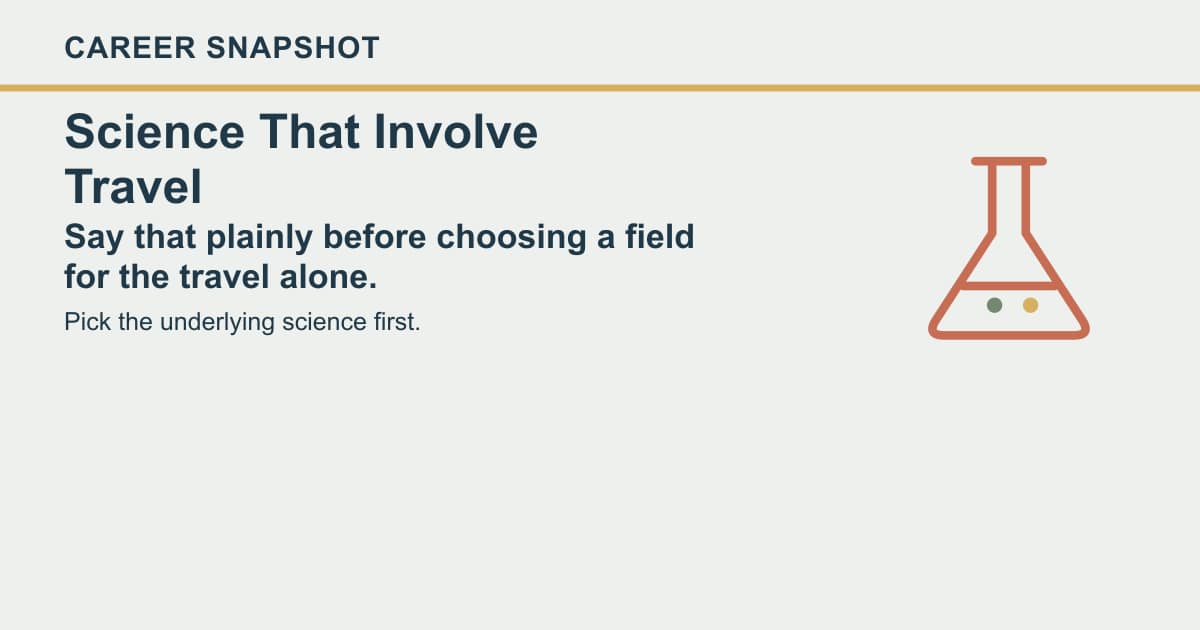 CAREER SNAPSHOT
Science That Involve
Travel
Say that plainly before choosing a field
for the travel alone.
Pick the underlying science first.